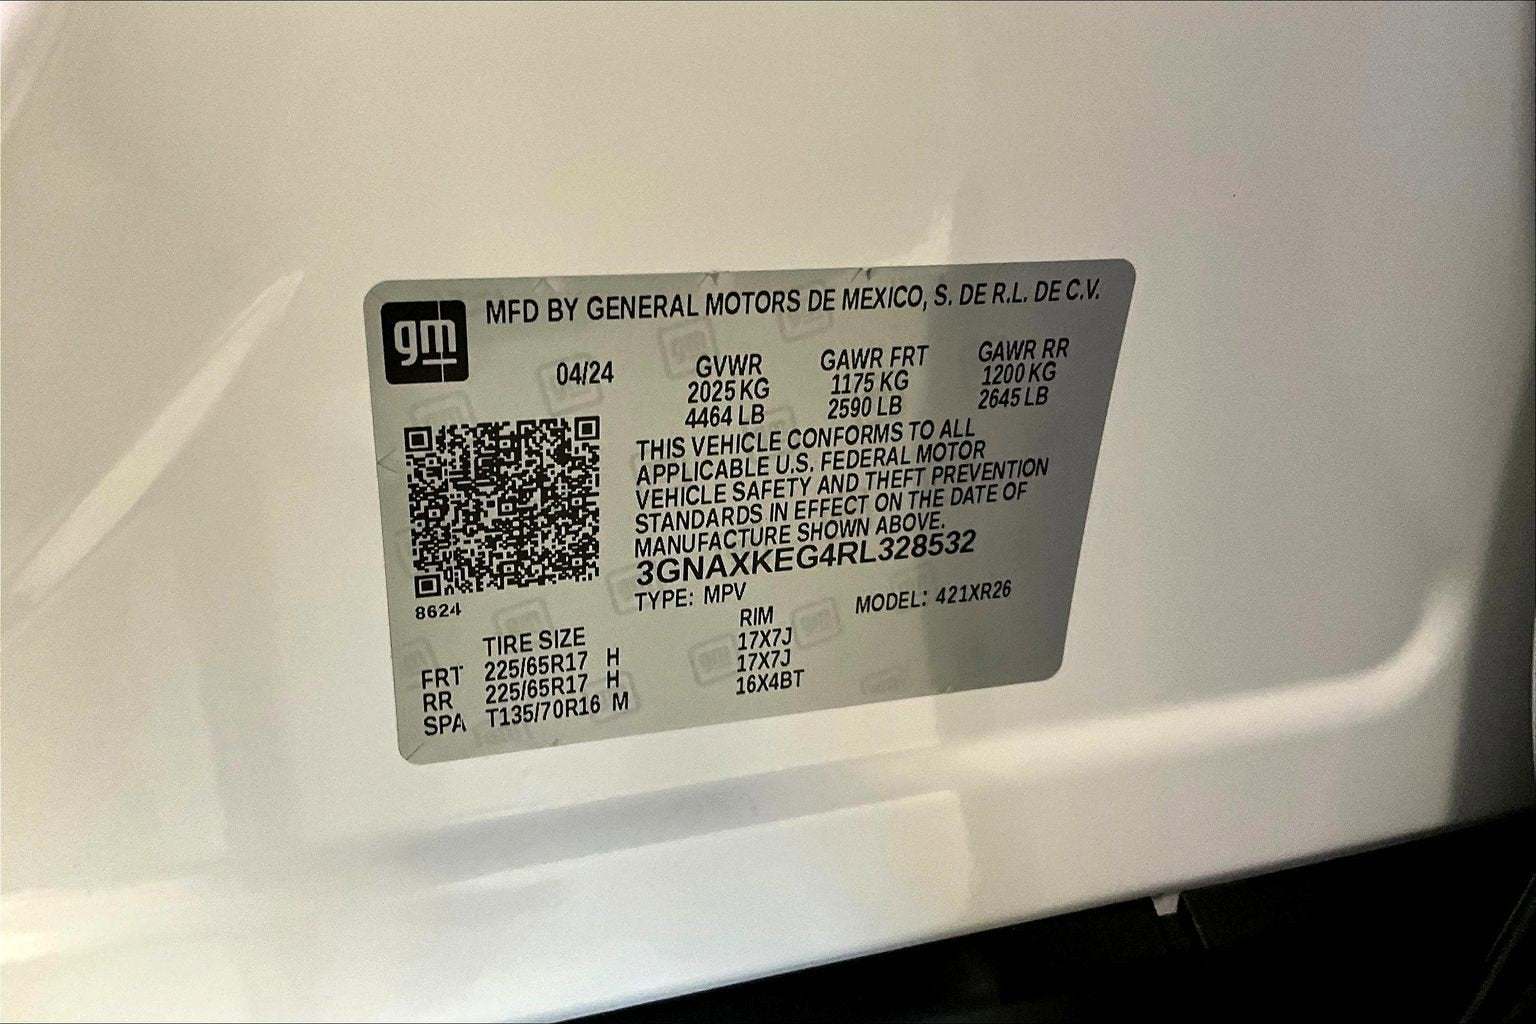 gm MFD BY GENERAL MOTORS DE MEXICO, S. DE R.L. DE C.V.
04/24 GVWR GAWR FRT GAWR RR
2025 KG 1175 KG 1200 KG
4464 LB 2590 LB 2645 LB
THIS VEHICLE CONFORMS TO ALL
APPLICABLE U.S. FEDERAL MOTOR
VEHICLE SAFETY AND THEFT PREVENTION
STANDARDS IN EFFECT ON THE DATE OF
MANUFACTURE SHOWN ABOVE.
3GNAXKEG4RL328532
8624 TYPE: MPV MODEL: 421XR26
TIRE SIZE RIM
FRT 225/65R17 H 17X7J
RR 225/65R17 H 17X7J
SPA T135/70R16 M 16X4BT